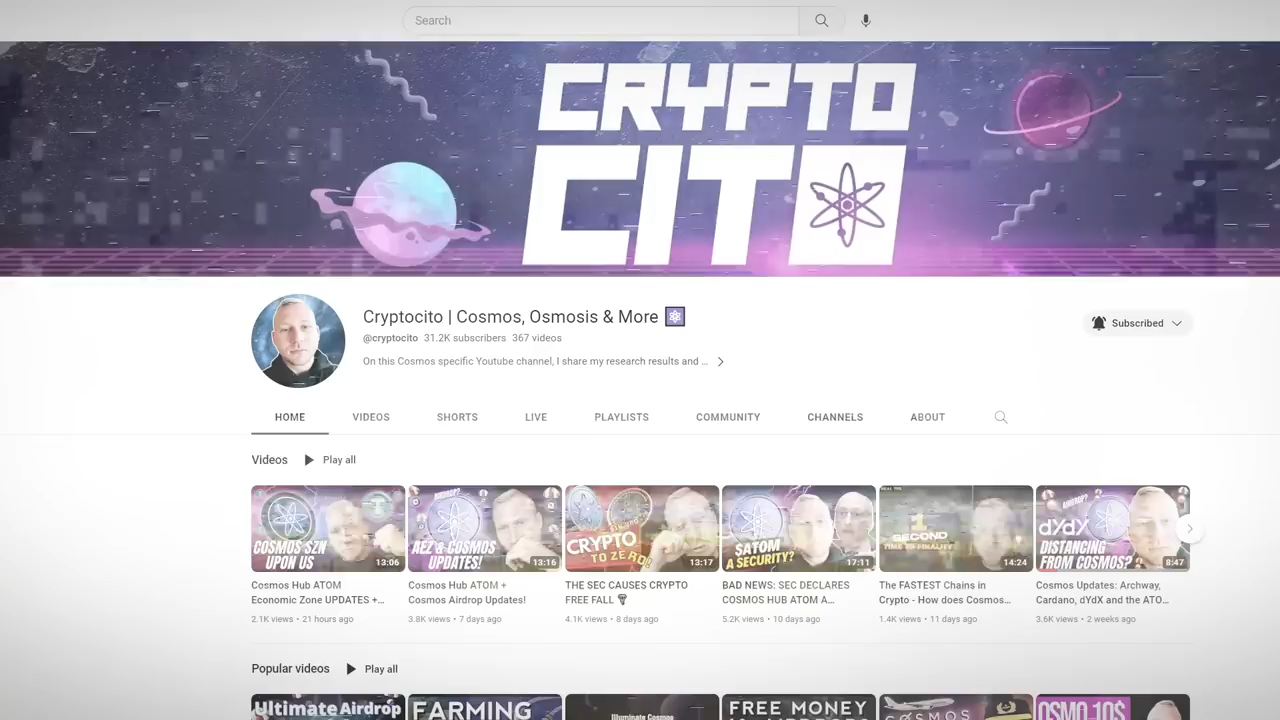 Search
CRYPTO
CITO
Cryptocito | Cosmos, Osmosis & More
@cryptocito 31.2K subscribers 367 videos
On this Cosmos specific Youtube channel, I share my research results and ...
Subscribed
HOME VIDEOS SHORTS LIVE PLAYLISTS COMMUNITY CHANNELS ABOUT
Videos Play all
COSMOS SZN
UPON US
13:06
AIRDROP?
AEZ & COSMOS
UPDATES!
13:16
CRYPTO
TO ZERO!
13:17
$ATOM
A SECURITY?
17:11
1
SECOND
TIME TO FINALITY
14:24
AIRDROP?
dYdX
DISTANCING
FROM COSMOS?
8:47
Cosmos Hub ATOM
Economic Zone UPDATES +...
2.1K views • 21 hours ago
Cosmos Hub ATOM +
Cosmos Airdrop Updates!
3.8K views • 7 days ago
THE SEC CAUSES CRYPTO
FREE FALL
4.1K views • 8 days ago
BAD NEWS: SEC DECLARES
COSMOS HUB ATOM A...
5.2K views • 10 days ago
The FASTEST Chains in
Crypto - How does Cosmos...
1.4K views • 11 days ago
Cosmos Updates: Archway,
Cardano, dYdX and the ATO...
3.6K views • 2 weeks ago
Popular videos Play all
Ultimate Airdrop
FARMING
Illuminate Cosmos
FREE MONEY
COSMOS
OSMO 10$